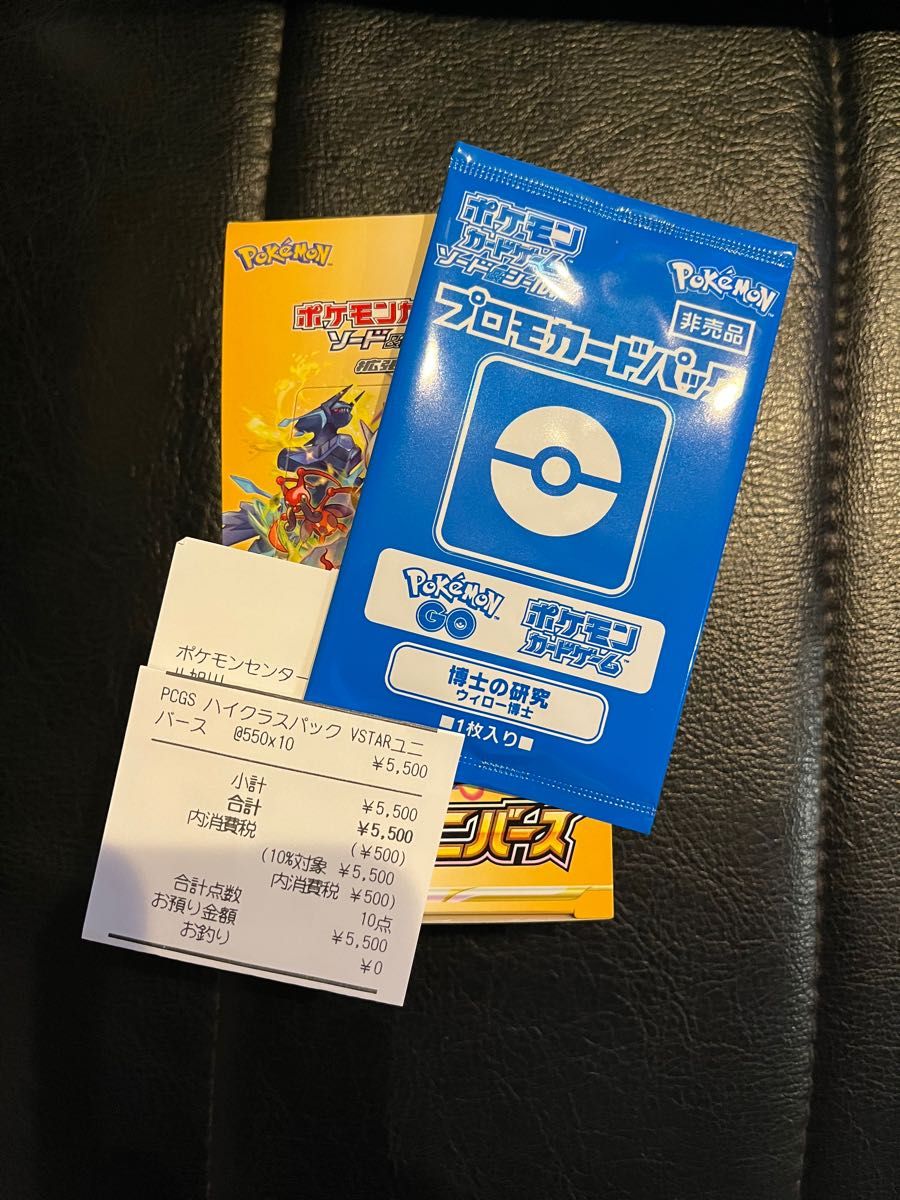 POKÉMON
ポケモンカ
ソード&
拡張
ポケモン
カードゲーム
ソード&シールド
POKÉMON
非売品
プロモカードパック
POKÉMON
GO
ポケモン
カードゲーム
博士の研究
ウィロー博士
■1枚入り■
ニバース
ポケモンセンター
PCGS ハイクラスパック VSTARユニ
バース @550x10
¥5,500
小計 ¥5,500
合計 ¥5,500
内消費税 (¥500)
(10%対象 ¥5,500
内消費税 ¥500)
合計点数 10点
お預り金額 ¥5,500
お釣り ¥0